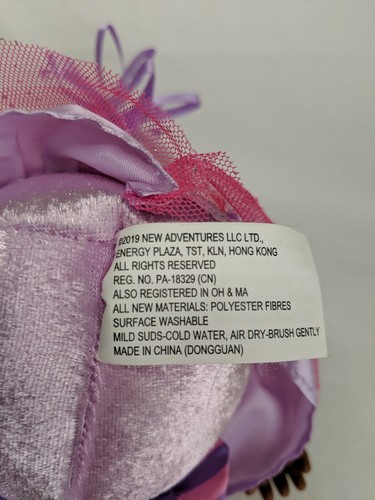 ©2019 NEW ADVENTURES LLC LTD.,
ENERGY PLAZA, TST, KLN, HONG KONG
ALL RIGHTS RESERVED
REG. NO. PA-18329 (CN)
ALSO REGISTERED IN OH & MA
ALL NEW MATERIALS: POLYESTER FIBRES
SURFACE WASHABLE
MILD SUDS-COLD WATER, AIR DRY-BRUSH GENTLY
MADE IN CHINA (DONGGUAN)